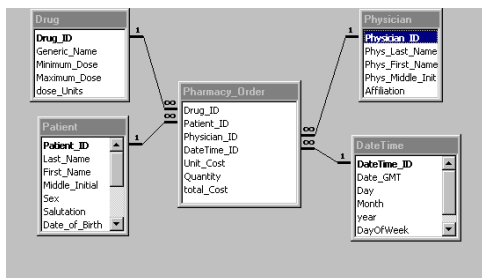 Drug
Drug_ID
Generic_Name
Minimum_Dose
Maximum_Dose
dose_Units
1
Physician
Physician_ID
Phys_Last_Name
Phys_First_Name
Phys_Middle_Init
Affiliation
1
Pharmacy_Order
Drug_ID
Patient_ID
Physician_ID
DateTime_ID
Unit_Cost
Quantity
total_Cost
∞
∞
∞
∞
Patient
Patient_ID
Last_Name
First_Name
Middle_Initial
Sex
Salutation
Date_of_Birth
1
DateTime
DateTime_ID
Date_GMT
Day
Month
year
DayOfWeek
1